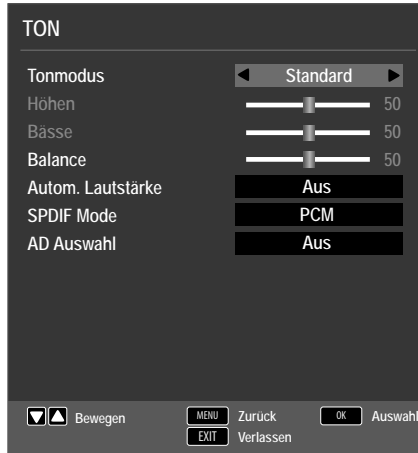 TON
Tonmodus Standard
Höhen 50
Bässe 50
Balance 50
Autom. Lautstärke Aus
SPDIF Mode PCM
AD Auswahl Aus
Bewegen MENU Zurück OK Auswahl
EXIT Verlassen